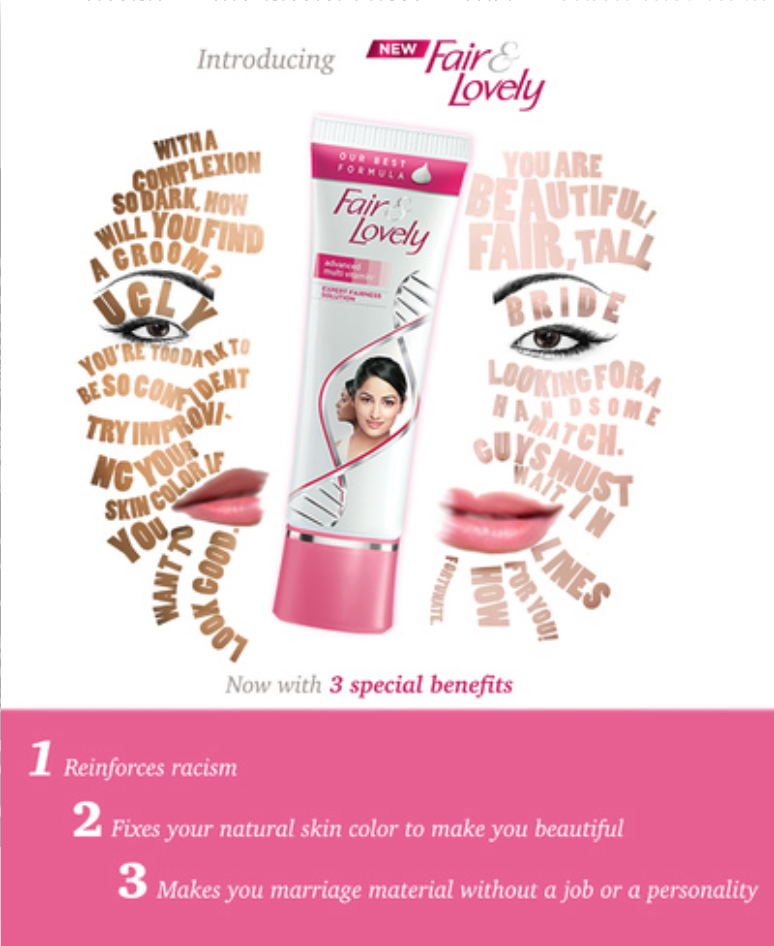 Introducing
NEW Fair &
Lovely
WITH A
COMPLEXION
SO DARK, HOW
WILL YOU FIND
A GROOM?
UGLY
YOU'RE TOO DARK TO
BE SO CONFIDENT
TRY IMPROVI-
NG YOUR
SKIN COLOR IF
YOU
WANT TO
LOOK GOOD.
OUR BEST
FORMULA
Fair &
Lovely
advanced
multi vitamin
EXPERT FAIRNESS
SOLUTION
YOU ARE
BEAUTIFUL,
FAIR, TALL
BRIDE
LOOKING FOR A
HANDSOME
MATCH.
GUYS MUST
WAIT IN
LINES
FOR YOU!
HOW
FORTUNATE.
Now with 3 special benefits
1 Reinforces racism
2 Fixes your natural skin color to make you beautiful
3 Makes you marriage material without a job or a personality